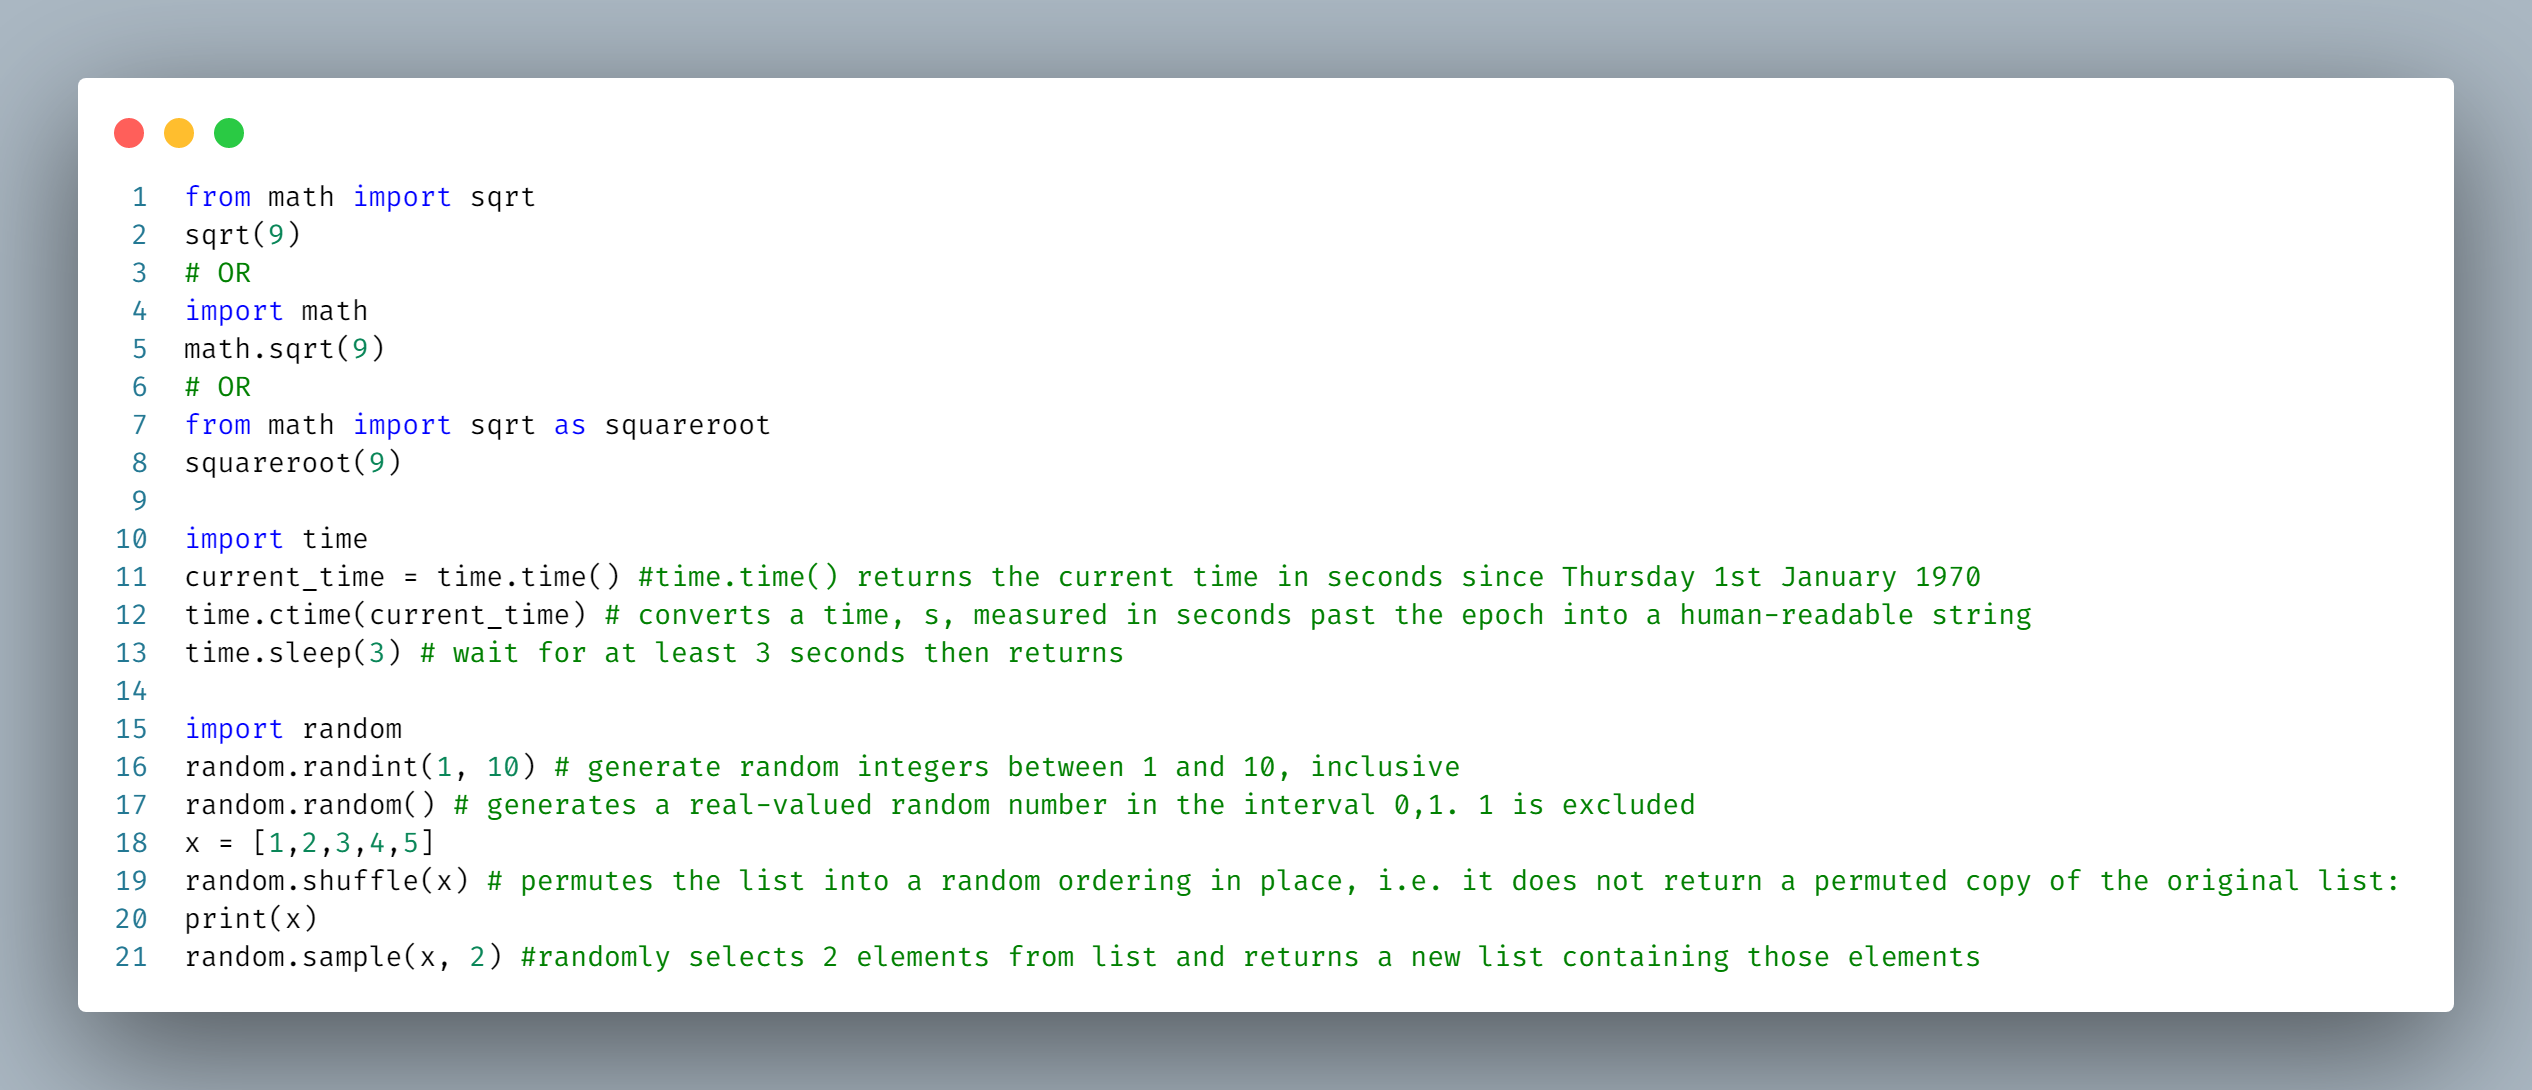 1 from math import sqrt
2 sqrt(9)
3 # OR
4 import math
5 math.sqrt(9)
6 # OR
7 from math import sqrt as squareroot
8 squareroot(9)
9
10 import time
11 current_time = time.time() #time.time() returns the current time in seconds since Thursday 1st January 1970
12 time.ctime(current_time) # converts a time, s, measured in seconds past the epoch into a human-readable string
13 time.sleep(3) # wait for at least 3 seconds then returns
14
15 import random
16 random.randint(1, 10) # generate random integers between 1 and 10, inclusive
17 random.random() # generates a real-valued random number in the interval 0,1. 1 is excluded
18 x = [1,2,3,4,5]
19 random.shuffle(x) # permutes the list into a random ordering in place, i.e. it does not return a permuted copy of the original list:
20 print(x)
21 random.sample(x, 2) #randomly selects 2 elements from list and returns a new list containing those elements